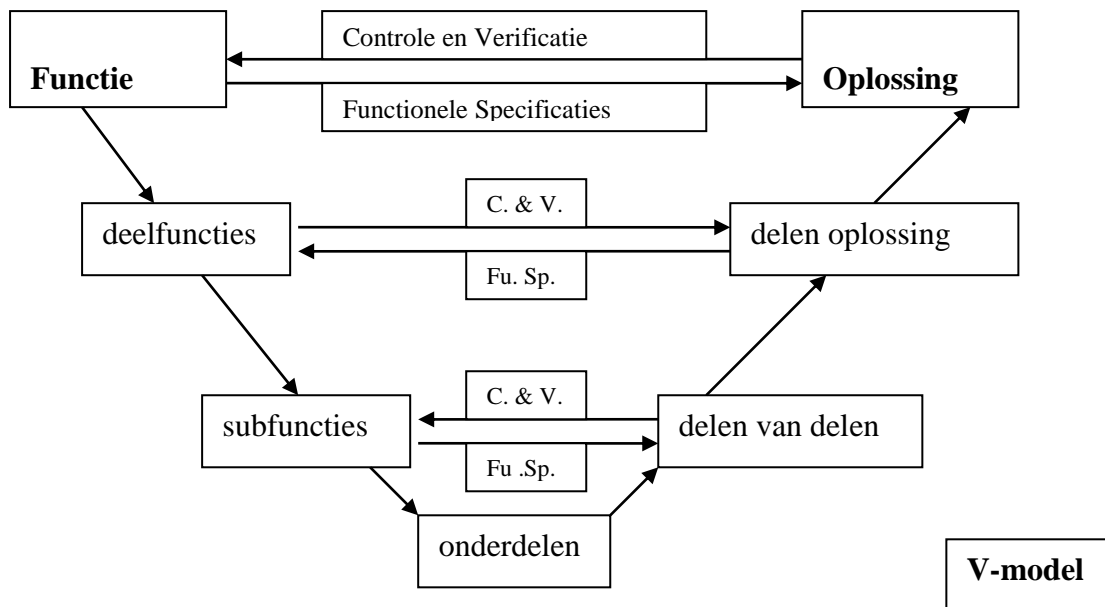 Controle en Verificatie
Functie
Oplossing
Functionele Specificaties
C. & V.
deelfuncties
delen oplossing
Fu. Sp.
C. & V.
subfuncties
delen van delen
Fu .Sp.
onderdelen
V-model